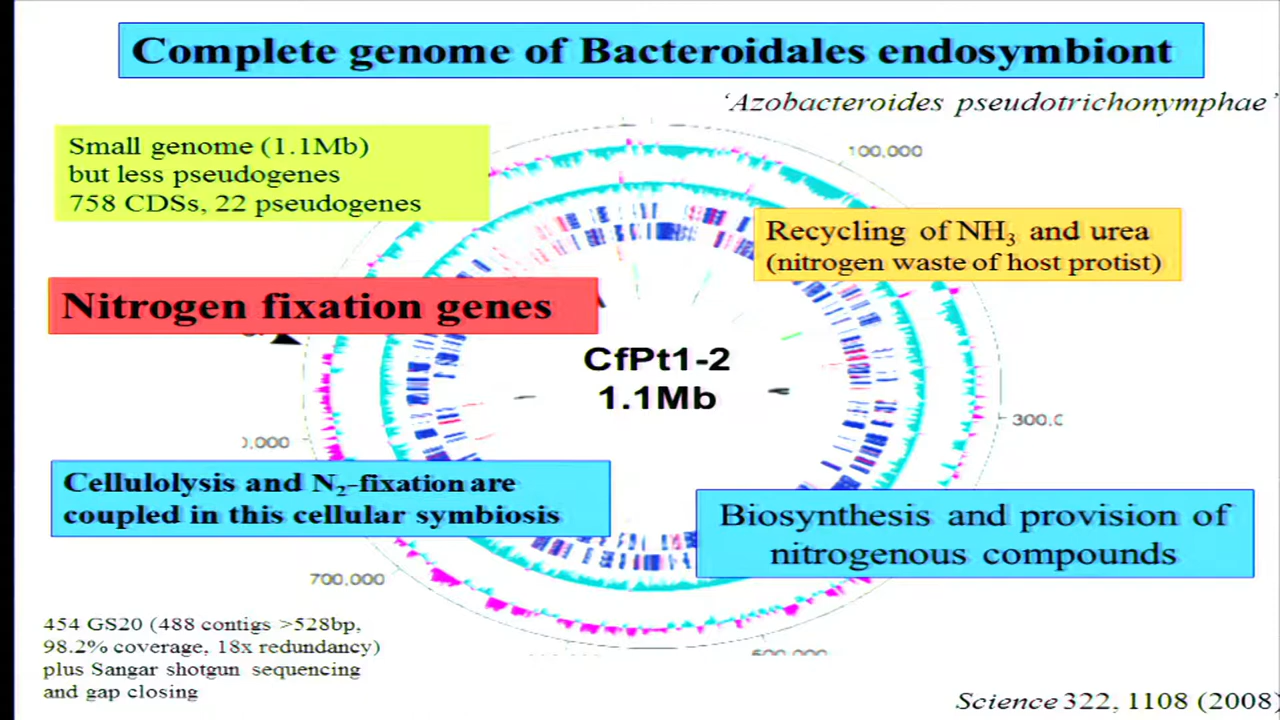 Complete genome of Bacteroidales endosymbiont
‘Azobacteroides pseudotrichonymphae’
Small genome (1.1Mb)
but less pseudogenes
758 CDSs, 22 pseudogenes
100,000
Recycling of NH₃ and urea
(nitrogen waste of host protist)
Nitrogen fixation genes
CfPt1-2
1.1Mb
300,0
Cellulolysis and N₂-fixation are
coupled in this cellular symbiosis
Biosynthesis and provision of
nitrogenous compounds
700,000
454 GS20 (488 contigs >528bp,
98.2% coverage, 18x redundancy)
plus Sangar shotgun sequencing
and gap closing
Science 322, 1108 (2008)